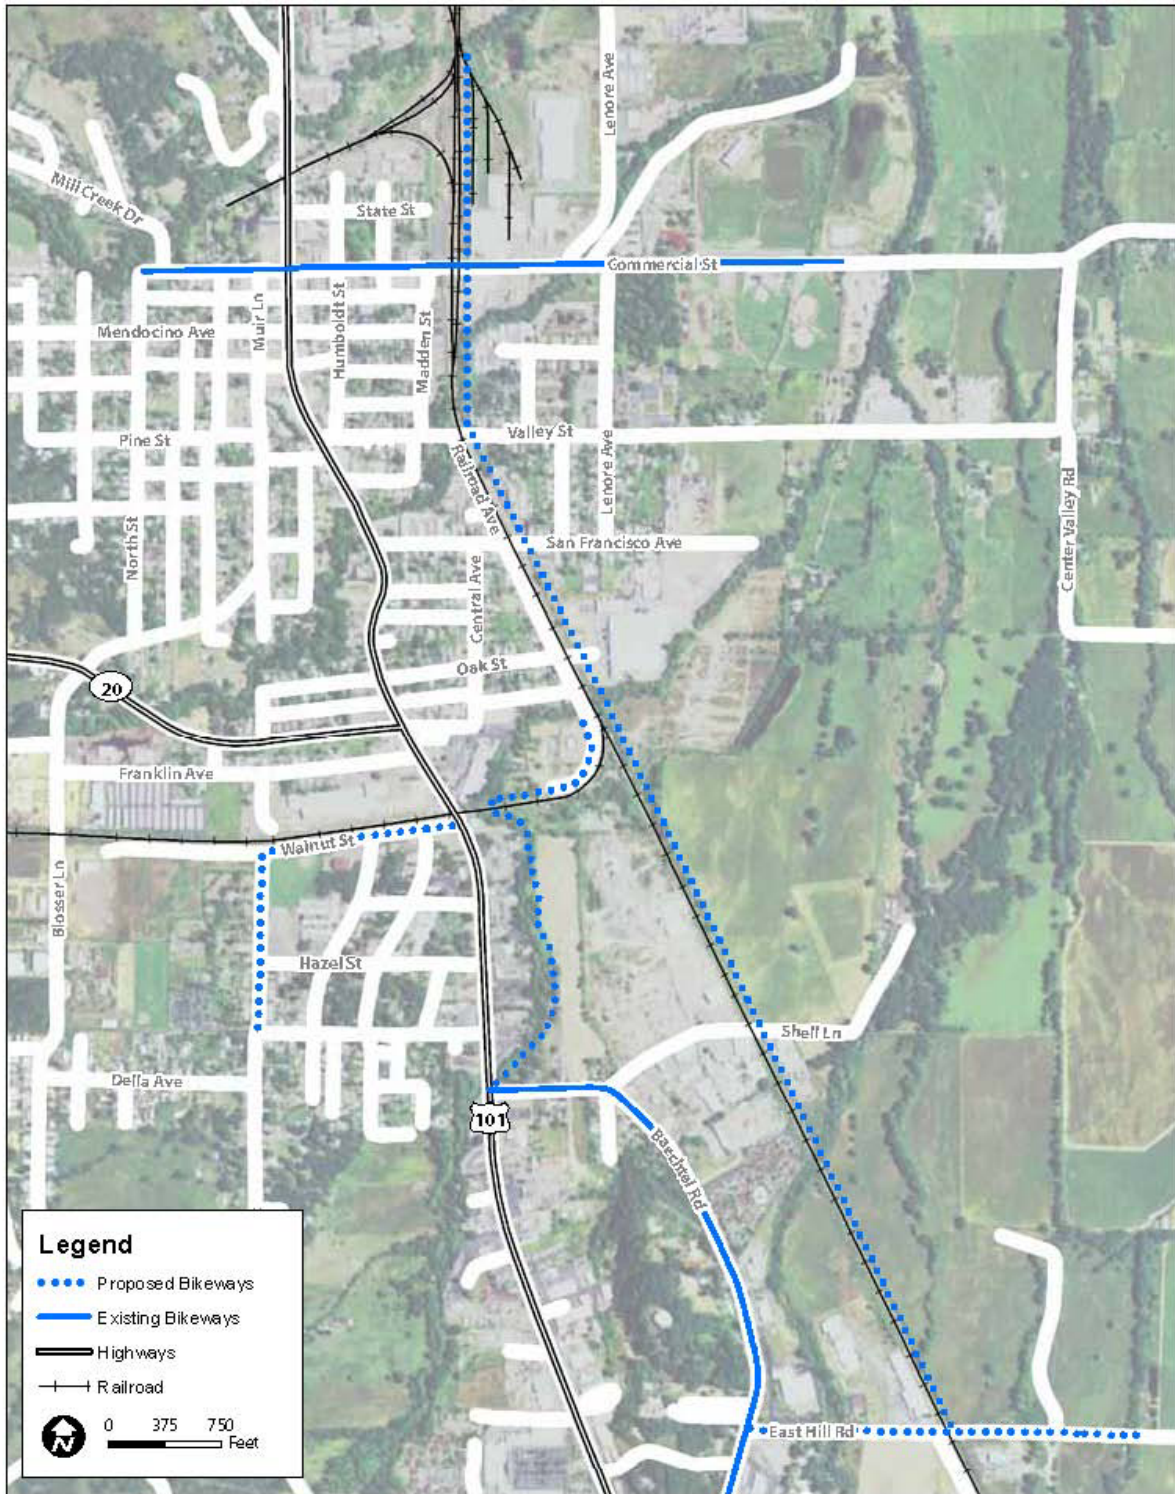 Lenore Ave
Mill Creek Dr
State St
Commercial St
Mendocino Ave
Muir Ln
Humboldt St
Madden St
Pine St
Valley St
Railroad Ave
Lenore Ave
North St
San Francisco Ave
Center Valley Rd
Central Ave
Oak St
20
Franklin Ave
Walnut St
Blosser Ln
Hazel St
Shell Ln
Della Ave
101
Baechtel Rd
East Hill Rd
Legend
Proposed Bikeways
Existing Bikeways
Highways
Railroad
N
0 375 750
Feet